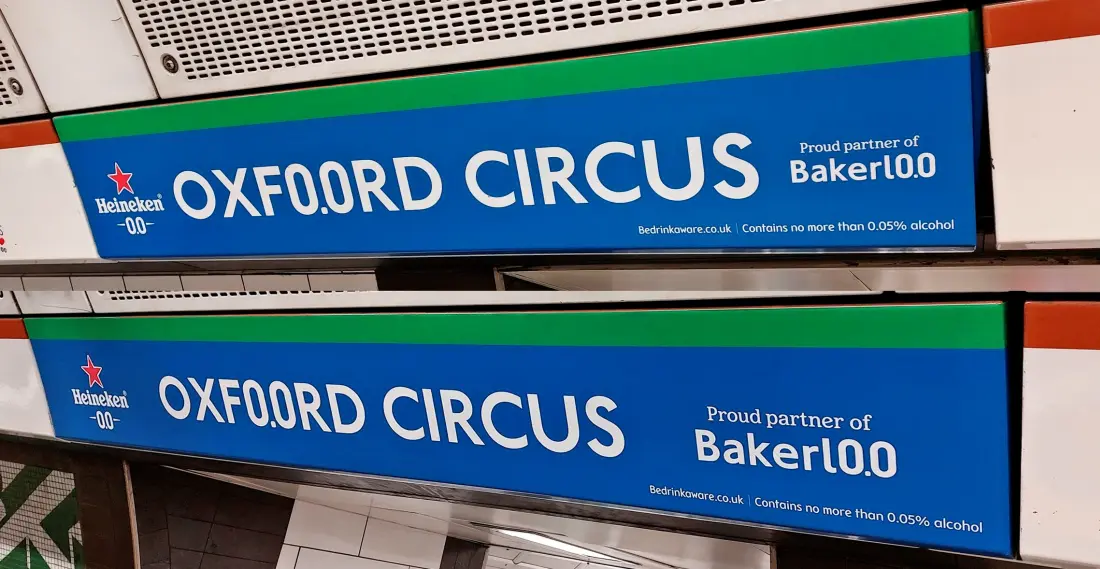 Heineken
0.0
OXFO0.0RD CIRCUS
Proud partner of
Bakerl0.0
Bedrinkaware.co.uk | Contains no more than 0.05% alcohol
Heineken
0.0
OXFO0.0RD CIRCUS
Proud partner of
Bakerl0.0
Bedrinkaware.co.uk | Contains no more than 0.05% alcohol